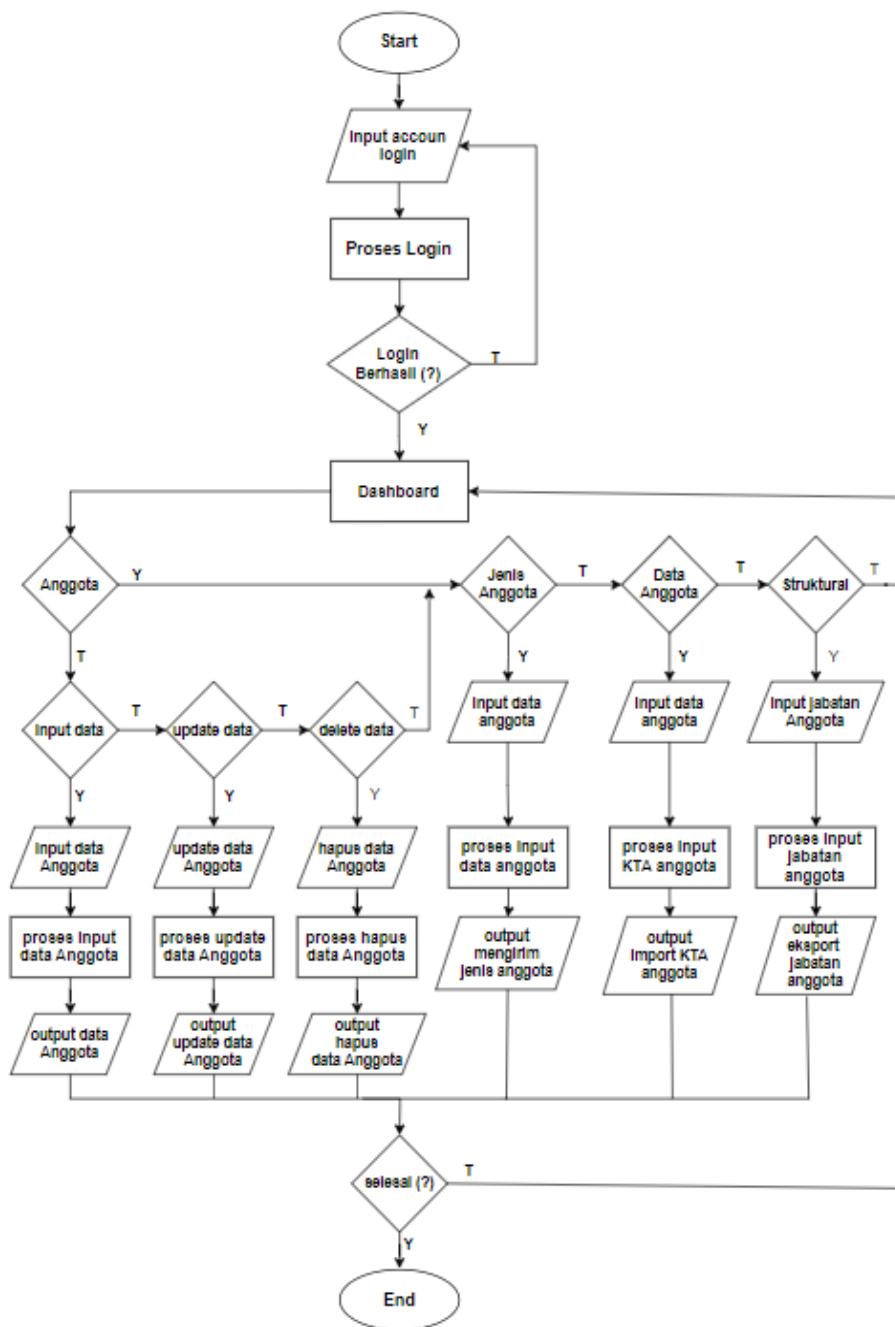 Start
Input accoun
login
Proses Login
Login
Berhasil (?)
T
Y
Dashboard
Anggota
Y
Jenis
Anggota
T
Data
Anggota
T
Struktural
T
T
Y
Y
Y
Input data
T
update data
T
delete data
T
Input data
anggota
Input data
anggota
Input jabatan
Anggota
Y
Y
Y
Input data
Anggota
update data
Anggota
hapus data
Anggota
proses Input
data anggota
proses Input
KTA anggota
proses Input
jabatan
anggota
proses Input
data Anggota
proses update
data Anggota
proses hapus
data Anggota
output
mengirim
jenis anggota
output
Import KTA
anggota
output
eksport
jabatan
anggota
output data
Anggota
output
update data
Anggota
output
hapus
data Anggota
selesai (?)
T
Y
End